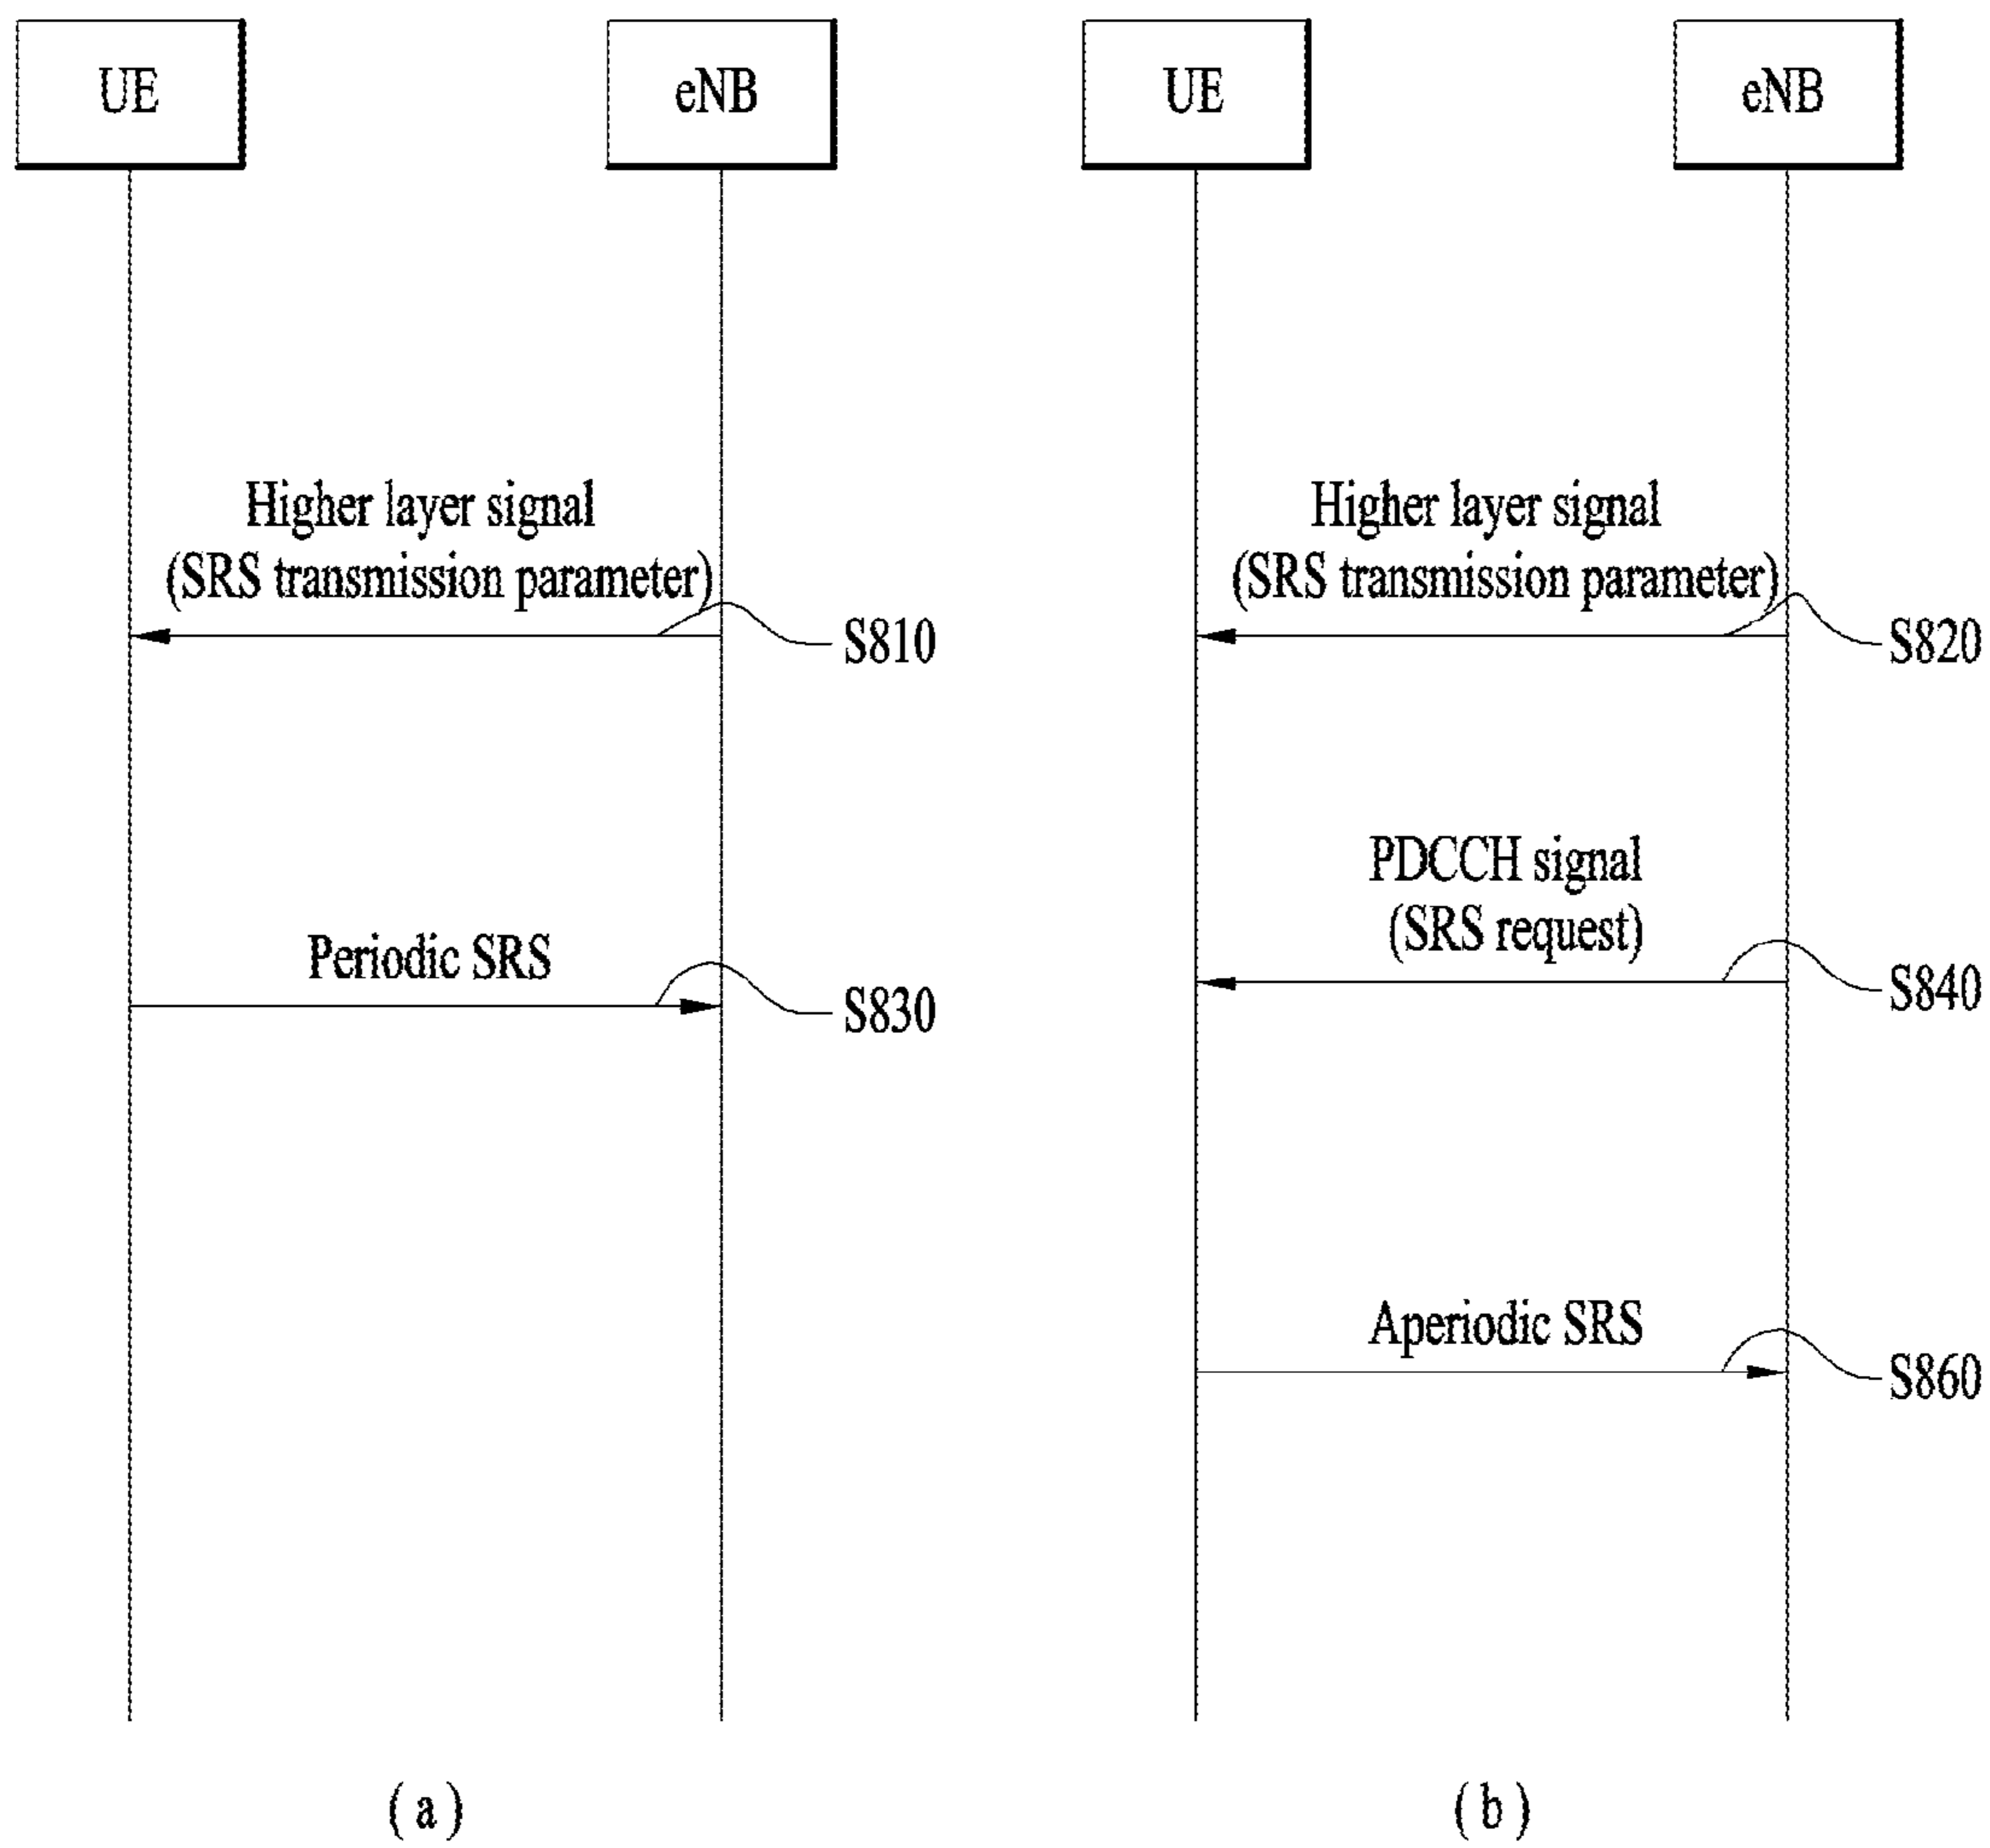 UE
eNB
Higher layer signal
(SRS transmission parameter)
S810
Periodic SRS
S830
( a )
UE
eNB
Higher layer signal
(SRS transmission parameter)
S820
PDCCH signal
(SRS request)
S840
Aperiodic SRS
S860
( b )